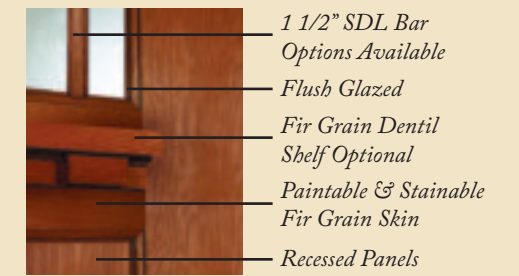 1 1/2” SDL Bar
Options Available
Flush Glazed
Fir Grain Dentil
Shelf Optional
Paintable & Stainable
Fir Grain Skin
Recessed Panels